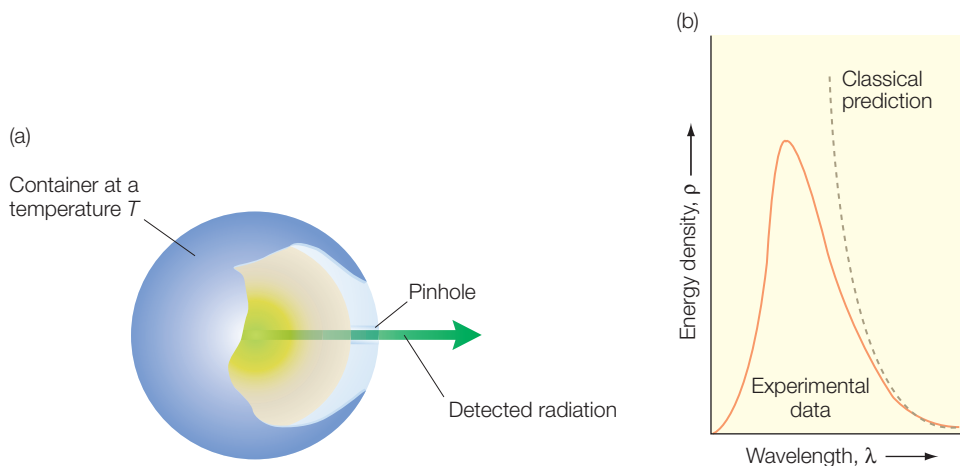 (a)
Container at a
temperature T
Pinhole
Detected radiation
(b)
Classical
prediction
Energy density, ρ
Experimental
data
Wavelength, λ